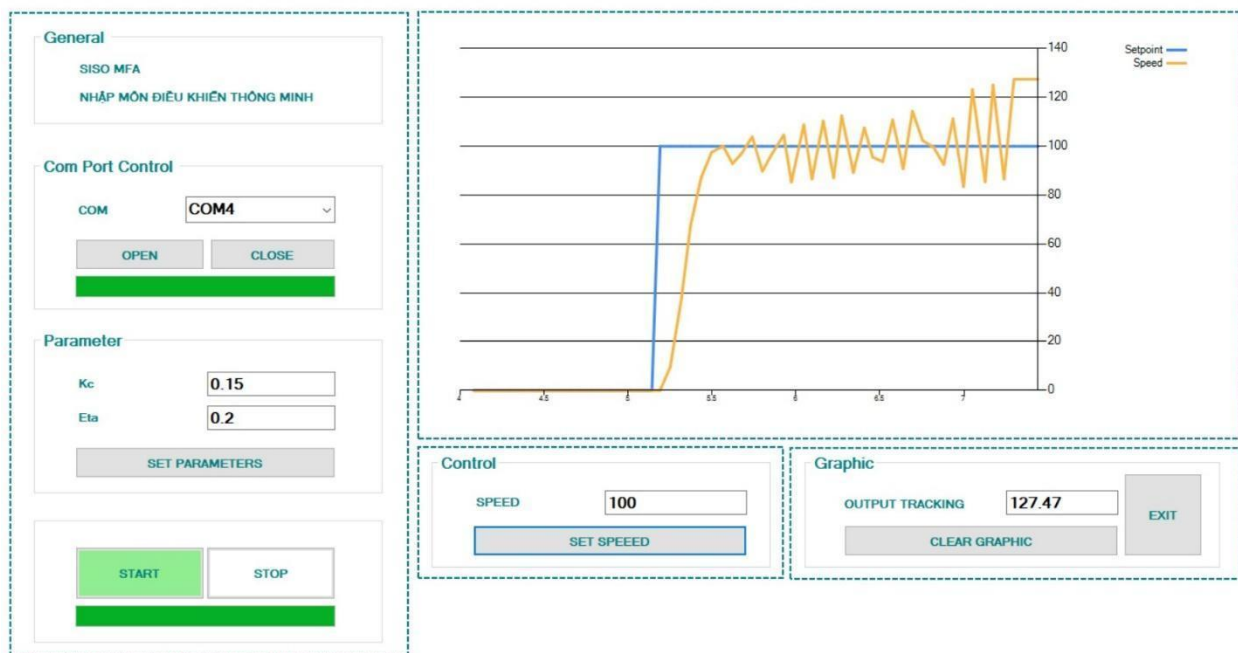 General
SISO MFA
NHẬP MÔN ĐIỀU KHIỂN THÔNG MINH
Com Port Control
COM
COM4
OPEN
CLOSE
Parameter
Kc
0.15
Eta
0.2
SET PARAMETERS
START
STOP
Setpoint
Speed
140
120
100
80
60
40
20
0
4
4.5
5
5.5
6
6.5
7
Control
SPEED
100
SET SPEEED
Graphic
OUTPUT TRACKING
127.47
CLEAR GRAPHIC
EXIT